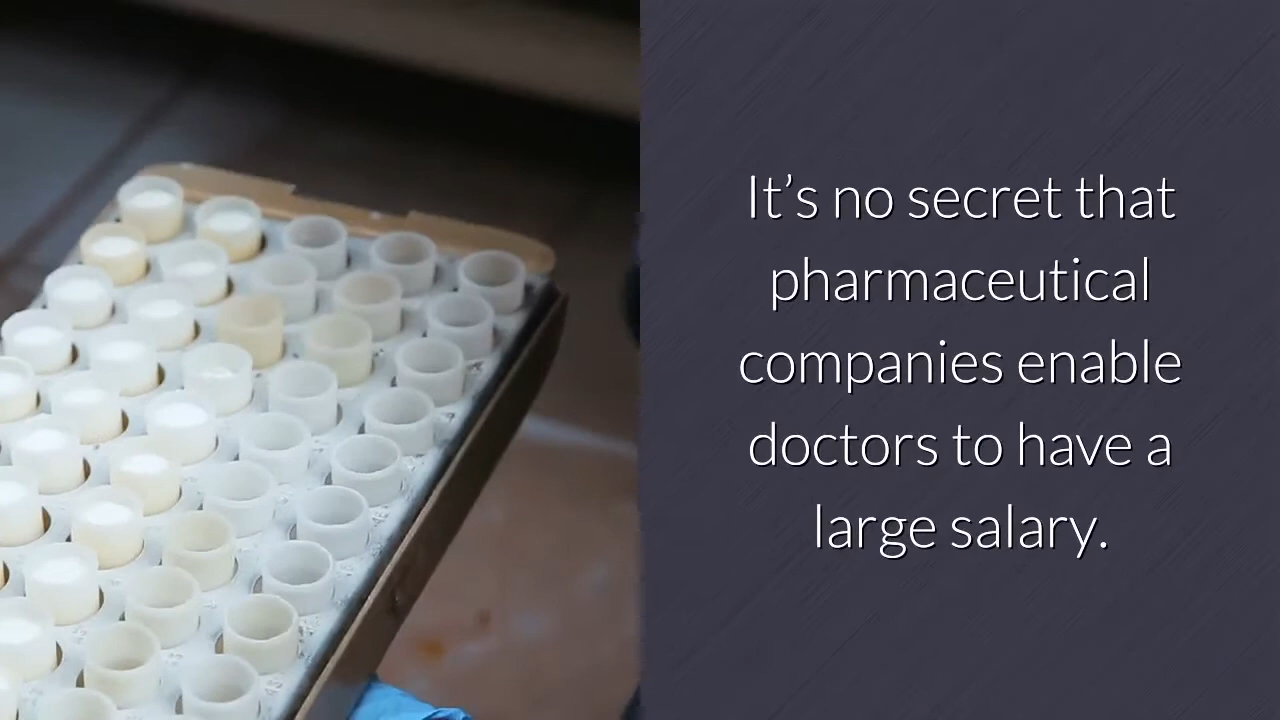 It’s no secret that
pharmaceutical
companies enable
doctors to have a
large salary.